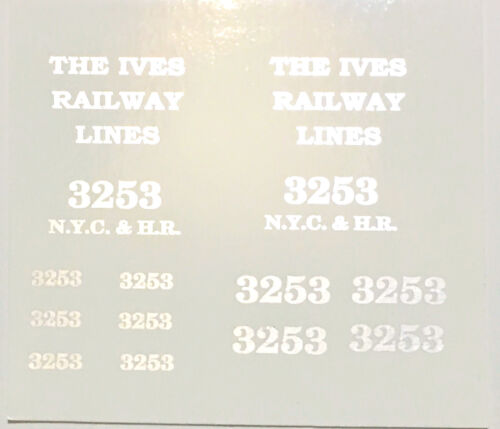 THE IVES
RAILWAY
LINES
3253
N.Y.C. & H.R.
THE IVES
RAILWAY
LINES
3253
N.Y.C. & H.R.
3253 3253
3253 3253
3253 3253
3253 3253
3253 3253